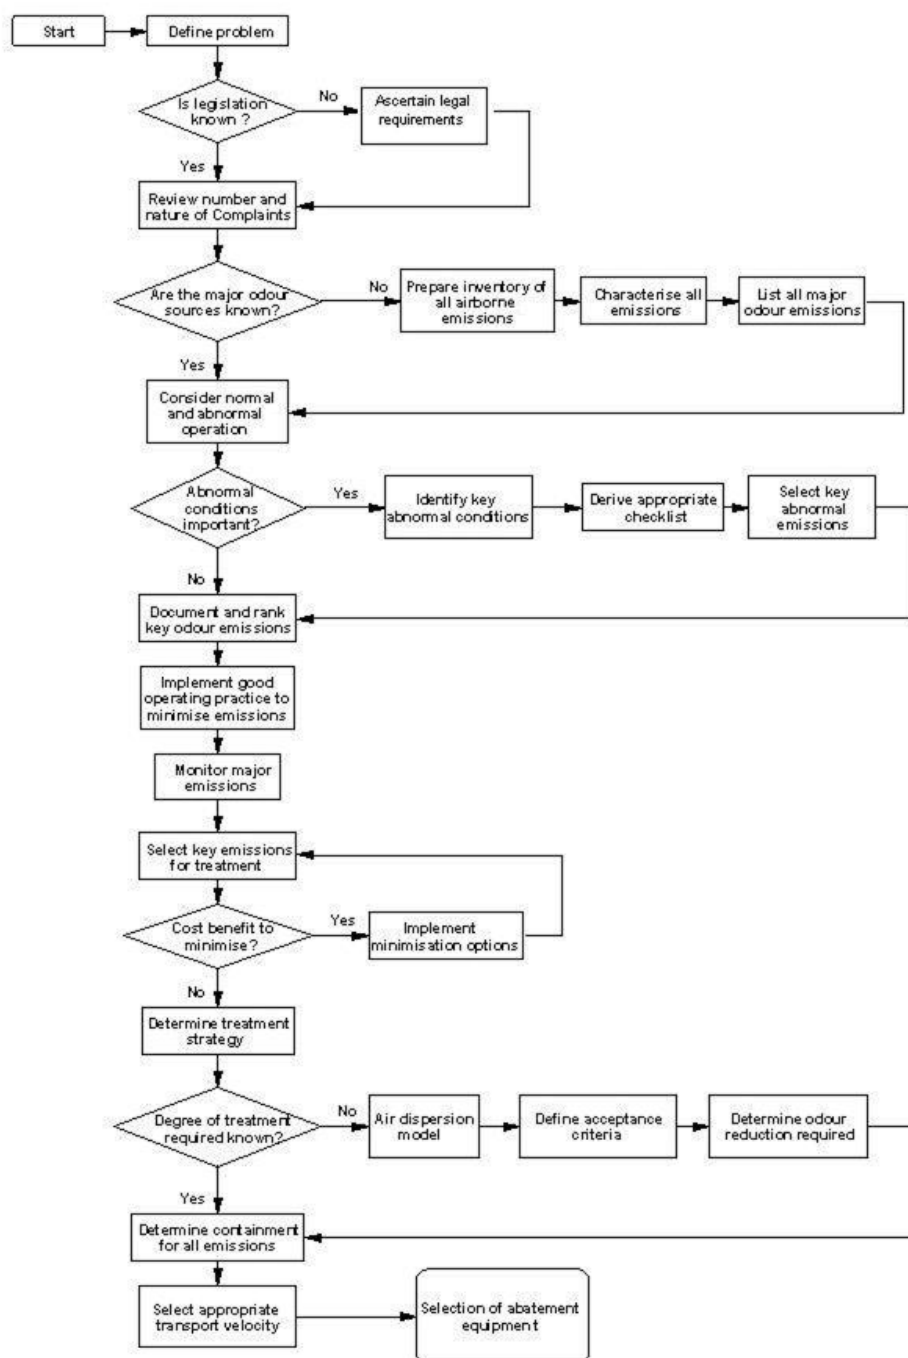 Start
Define problem
Is legislation
known ?
No
Ascertain legal
requirements
Yes
Review number and
nature of Complaints
Are the major odour
sources known?
No
Prepare inventory of
all airborne
emissions
Characterise all
emissions
List all major
odour emissions
Yes
Consider normal
and abnormal
operation
Abnormal
conditions
important?
Yes
Identify key
abnormal conditions
Derive appropriate
checklist
Select key
abnormal
emissions
No
Document and rank
key odour emissions
Implement good
operating practice to
minimise emissions
Monitor major
emissions
Select key emissions
for treatment
Cost benefit to
minimise?
Yes
Implement
minimisation options
No
Determine treatment
strategy
Degree of treatment
required known?
No
Air dispersion
model
Define acceptance
criteria
Determine odour
reduction required
Yes
Determine containment
for all emissions
Select appropriate
transport velocity
Selection of abatement
equipment